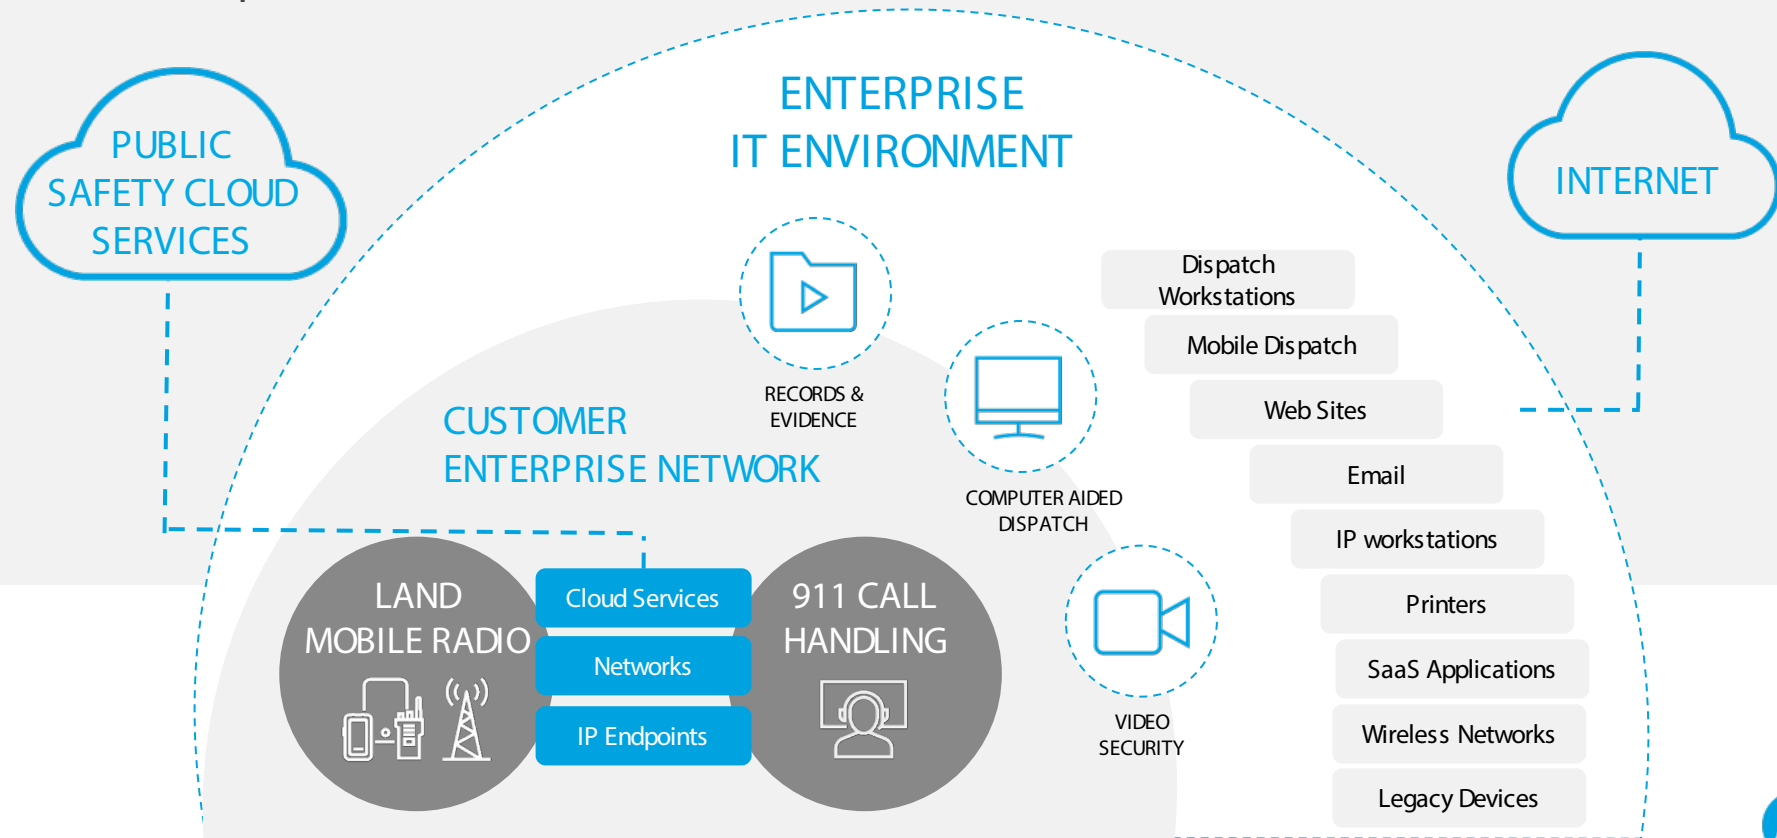 ENTERPRISE
IT ENVIRONMENT
PUBLIC
SAFETY CLOUD
SERVICES
INTERNET
Dispatch
Workstations
Mobile Dispatch
Web Sites
Email
IP workstations
Printers
SaaS Applications
Wireless Networks
Legacy Devices
RECORDS &
EVIDENCE
COMPUTER AIDED
DISPATCH
VIDEO
SECURITY
CUSTOMER
ENTERPRISE NETWORK
LAND
MOBILE RADIO
Cloud Services
Networks
IP Endpoints
911 CALL
HANDLING